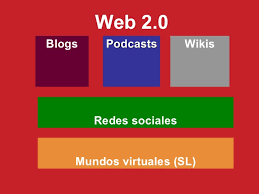 Web 2.0
Blogs Podcasts Wikis
Redes sociales
Mundos virtuales (SL)